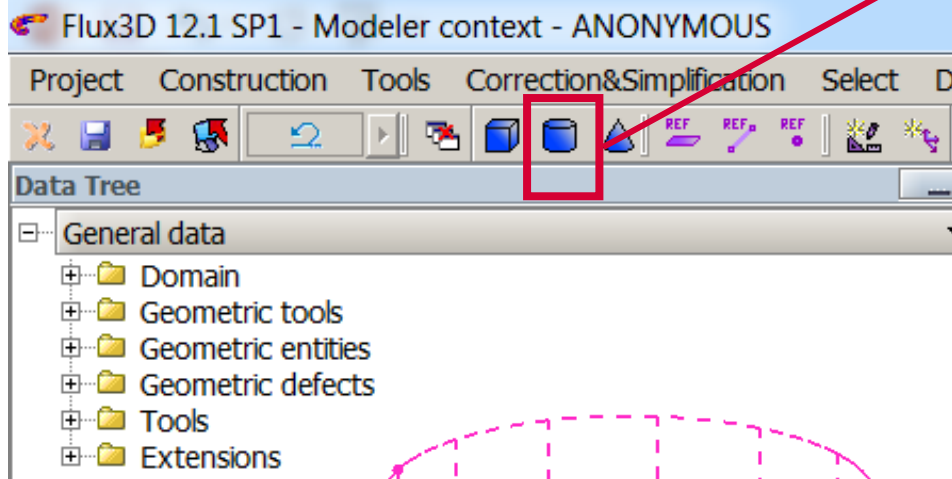 Flux3D 12.1 SP1 - Modeler context - ANONYMOUS
Project Construction Tools Correction&Simplification Select D
REF REF REF
Data Tree
General data
Domain
Geometric tools
Geometric entities
Geometric defects
Tools
Extensions